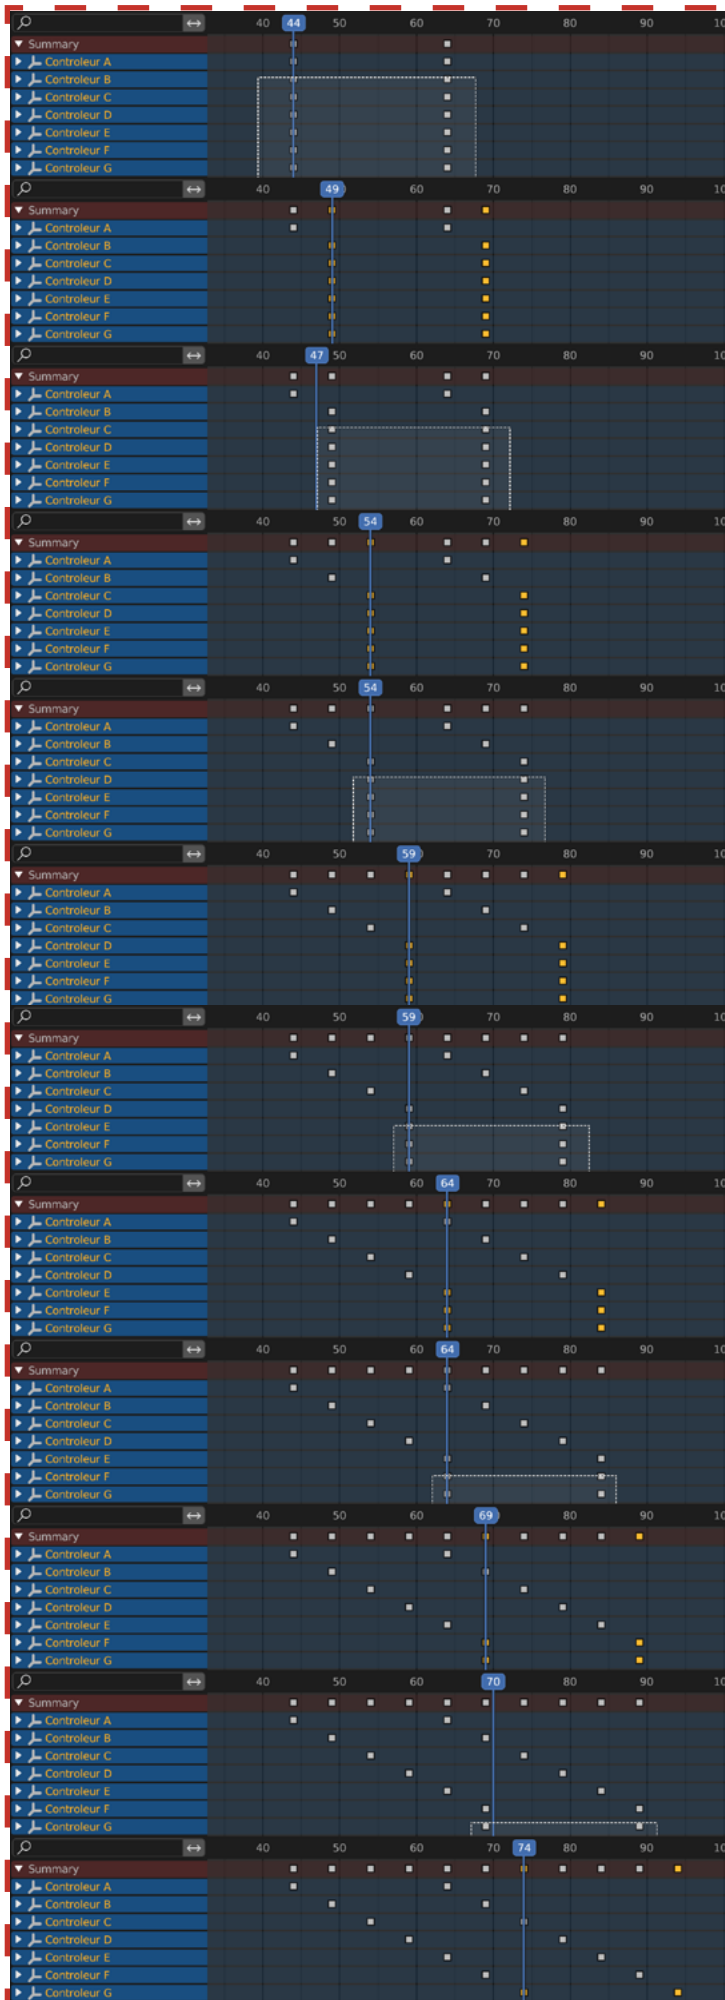 40 44 50 60 70 80 90 10
Summary
Controleur A
Controleur B
Controleur C
Controleur D
Controleur E
Controleur F
Controleur G
40 49 60 70 80 90 10
Summary
Controleur A
Controleur B
Controleur C
Controleur D
Controleur E
Controleur F
Controleur G
40 47 50 60 70 80 90 10
Summary
Controleur A
Controleur B
Controleur C
Controleur D
Controleur E
Controleur F
Controleur G
40 50 54 60 70 80 90 10
Summary
Controleur A
Controleur B
Controleur C
Controleur D
Controleur E
Controleur F
Controleur G
40 50 54 60 70 80 90 10
Summary
Controleur A
Controleur B
Controleur C
Controleur D
Controleur E
Controleur F
Controleur G
40 50 59 70 80 90 10
Summary
Controleur A
Controleur B
Controleur C
Controleur D
Controleur E
Controleur F
Controleur G
40 50 59 70 80 90 10
Summary
Controleur A
Controleur B
Controleur C
Controleur D
Controleur E
Controleur F
Controleur G
40 50 60 64 70 80 90 10
Summary
Controleur A
Controleur B
Controleur C
Controleur D
Controleur E
Controleur F
Controleur G
40 50 60 64 70 80 90 10
Summary
Controleur A
Controleur B
Controleur C
Controleur D
Controleur E
Controleur F
Controleur G
40 50 60 69 80 90 10
Summary
Controleur A
Controleur B
Controleur C
Controleur D
Controleur E
Controleur F
Controleur G
40 50 60 70 80 90 10
Summary
Controleur A
Controleur B
Controleur C
Controleur D
Controleur E
Controleur F
Controleur G
40 50 60 70 74 80 90 10
Summary
Controleur A
Controleur B
Controleur C
Controleur D
Controleur E
Controleur F
Controleur G